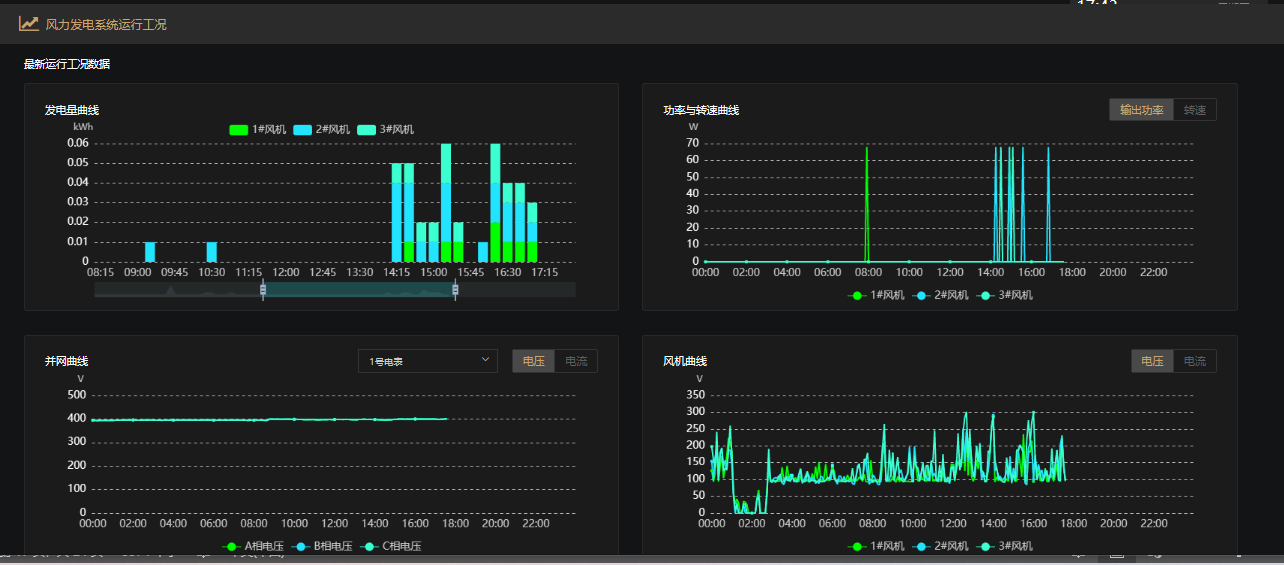 17:43
风力发电系统运行工况
最新运行工况数据
发电量曲线
kWh
1#风机 2#风机 3#风机
0.06
0.05
0.04
0.03
0.02
0.01
0
08:15 09:00 09:45 10:30 11:15 12:00 12:45 13:30 14:15 15:00 15:45 16:30 17:15
功率与转速曲线
输出功率 转速
W
70
60
50
40
30
20
10
0
00:00 02:00 04:00 06:00 08:00 10:00 12:00 14:00 16:00 18:00 20:00 22:00
1#风机 2#风机 3#风机
并网曲线
1号电表
电压 电流
V
500
400
300
200
100
0
00:00 02:00 04:00 06:00 08:00 10:00 12:00 14:00 16:00 18:00 20:00 22:00
A相电压 B相电压 C相电压
风机曲线
电压 电流
V
350
300
250
200
150
100
50
0
00:00 02:00 04:00 06:00 08:00 10:00 12:00 14:00 16:00 18:00 20:00 22:00
1#风机 2#风机 3#风机